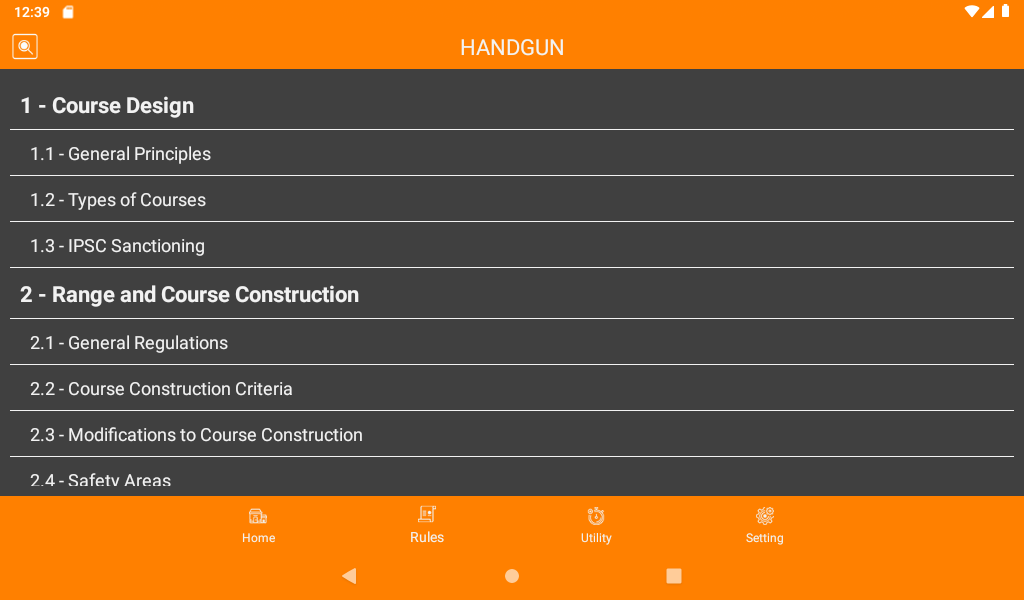 12:39
HANDGUN
1 - Course Design
1.1 - General Principles
1.2 - Types of Courses
1.3 - IPSC Sanctioning
2 - Range and Course Construction
2.1 - General Regulations
2.2 - Course Construction Criteria
2.3 - Modifications to Course Construction
2.4 - Safety Areas
Home Rules Utility Setting